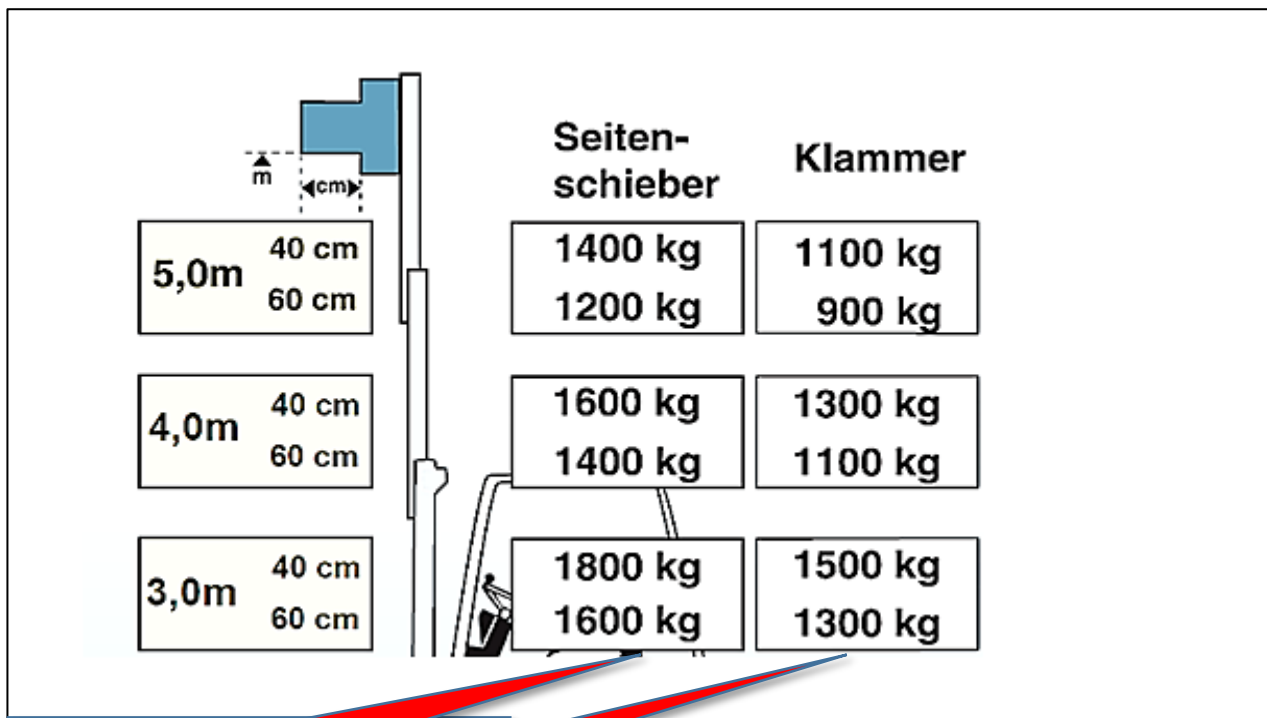 Seiten-
schieber
Klammer
m
cm
5,0m
40 cm
60 cm
1400 kg
1200 kg
1100 kg
900 kg
4,0m
40 cm
60 cm
1600 kg
1400 kg
1300 kg
1100 kg
3,0m
40 cm
60 cm
1800 kg
1600 kg
1500 kg
1300 kg